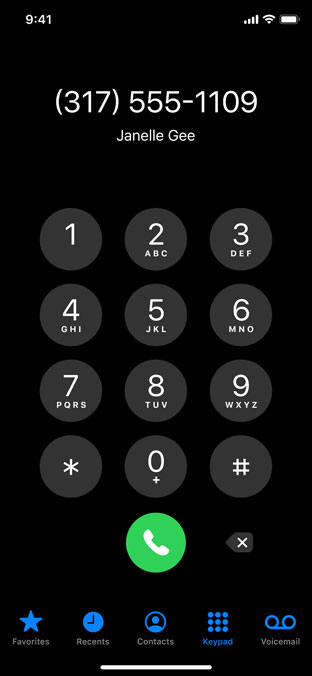 9:41
(317) 555-1109
Janelle Gee
1 2 3
ABC DEF
4 5 6
GHI JKL MNO
7 8 9
PQRS TUV WXYZ
* 0 #
+
Favorites Recents Contacts Keypad Voicemail